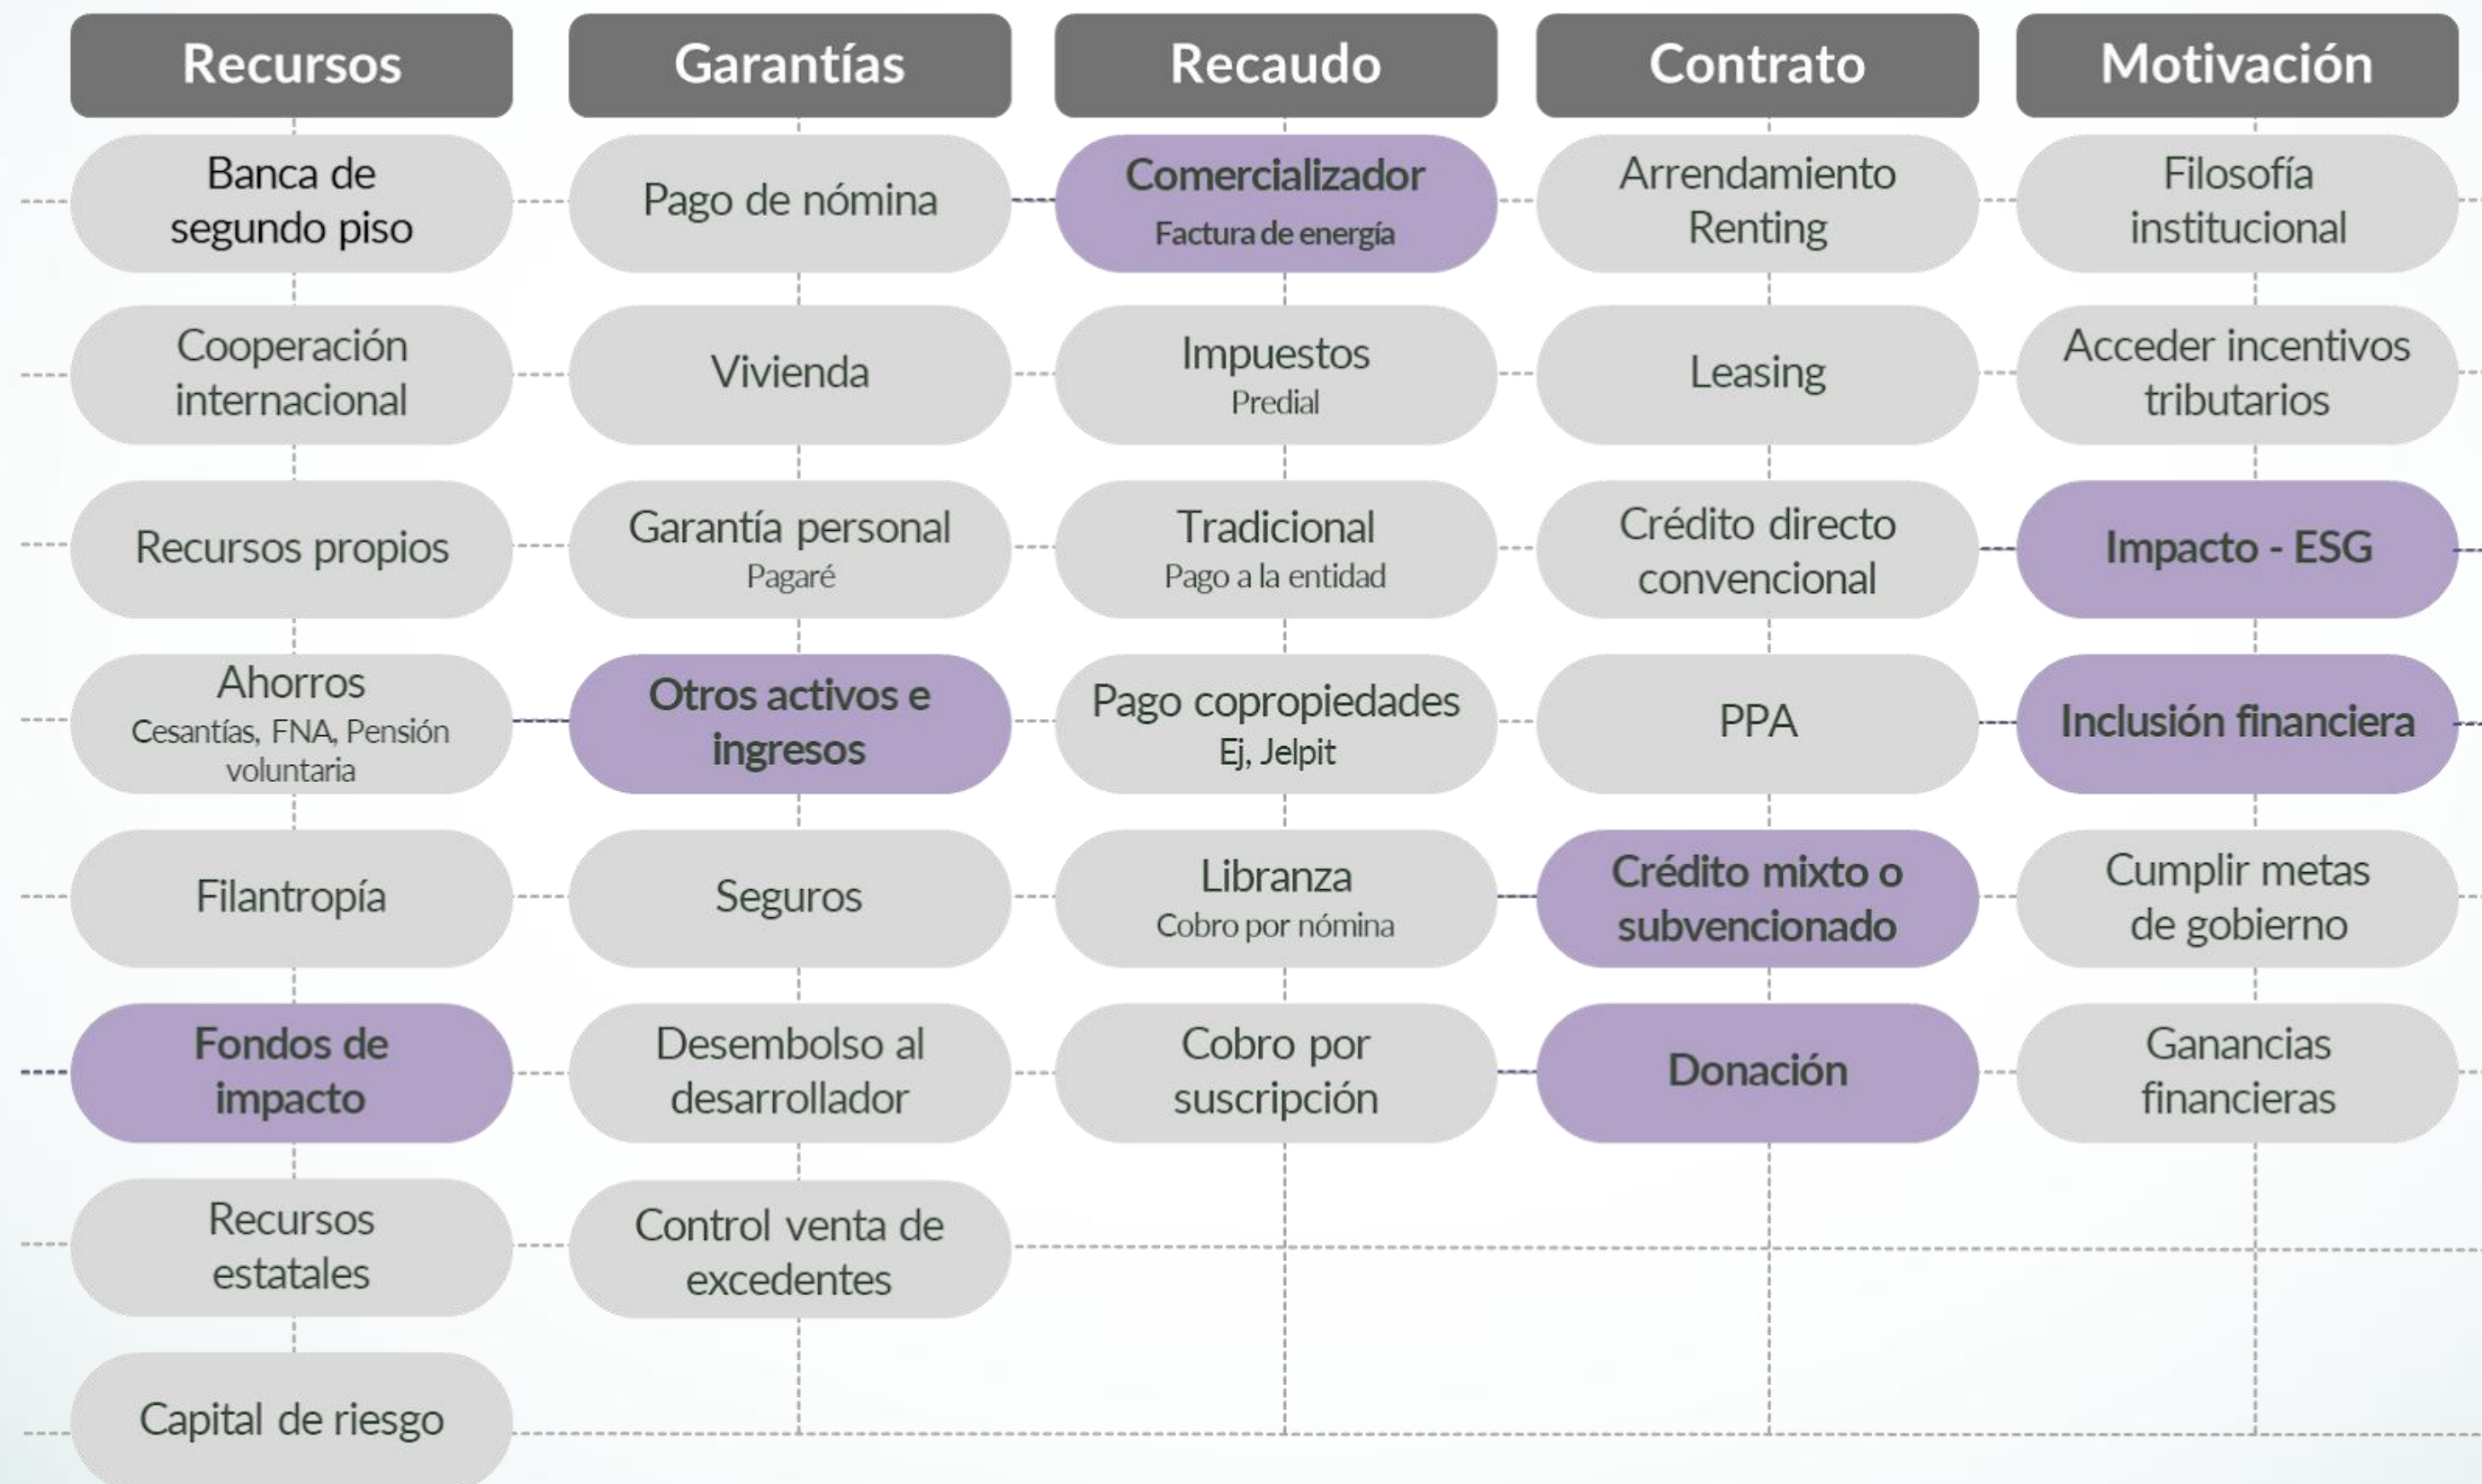 Recursos
Garantías
Recaudo
Contrato
Motivación
Banca de
segundo piso
Pago de nómina
Comercializador
Factura de energía
Arrendamiento
Renting
Filosofía
institucional
Cooperación
internacional
Vivienda
Impuestos
Predial
Leasing
Acceder incentivos
tributarios
Recursos propios
Garantía personal
Pagaré
Tradicional
Pago a la entidad
Crédito directo
convencional
Impacto - ESG
Ahorros
Cesantías, FNA, Pensión
voluntaria
Otros activos e
ingresos
Pago copropiedades
Ej, Jelpit
PPA
Inclusión financiera
Filantropía
Seguros
Libranza
Cobro por nómina
Crédito mixto o
subvencionado
Cumplir metas
de gobierno
Fondos de
impacto
Desembolso al
desarrollador
Cobro por
suscripción
Donación
Ganancias
financieras
Recursos
estatales
Control venta de
excedentes
Capital de riesgo